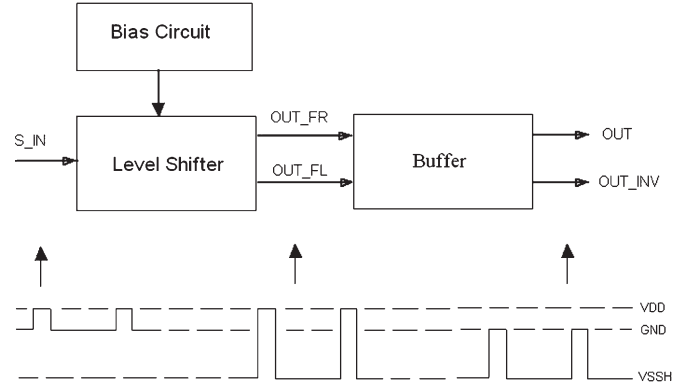 Bias Circuit
S_IN
Level Shifter
OUT_FR
OUT_FL
Buffer
OUT
OUT_INV
VDD
GND
VSSH